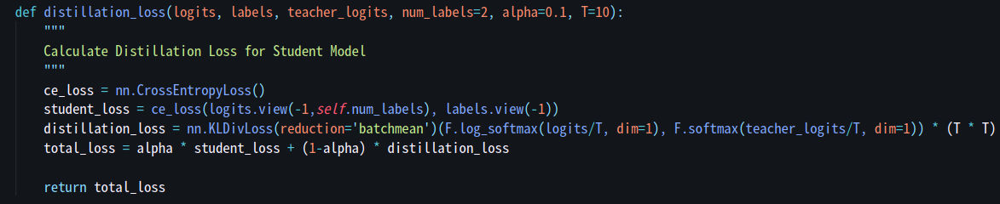 def distillation_loss(logits, labels, teacher_logits, num_labels=2, alpha=0.1, T=10):
    """
    Calculate Distillation Loss for Student Model
    """
    ce_loss = nn.CrossEntropyLoss()
    student_loss = ce_loss(logits.view(-1,self.num_labels), labels.view(-1))
    distillation_loss = nn.KLDivLoss(reduction='batchmean')(F.log_softmax(logits/T, dim=1), F.softmax(teacher_logits/T, dim=1)) * (T * T)
    total_loss = alpha * student_loss + (1-alpha) * distillation_loss
    return total_loss